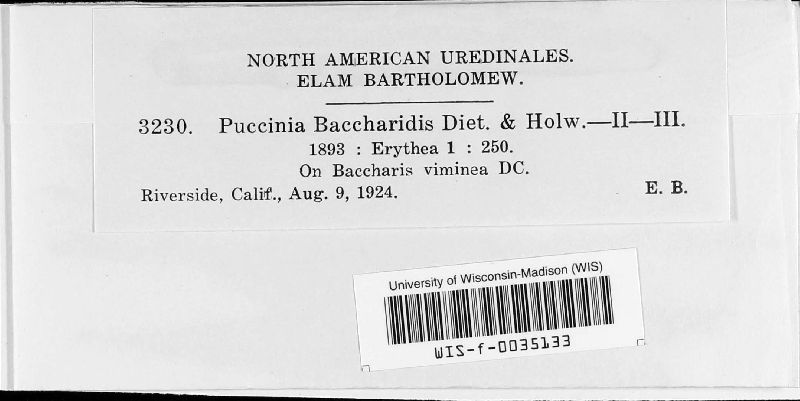 NORTH AMERICAN UREDINALES.
ELAM BARTHOLOMEW.
3230. Puccinia Baccharidis Diet. & Holw.—II—III.
1893 : Erythea 1 : 250.
On Baccharis viminea DC.
Riverside, Calif., Aug. 9, 1924. E. B.
University of Wisconsin-Madison (WIS)
WIS-f-0035133